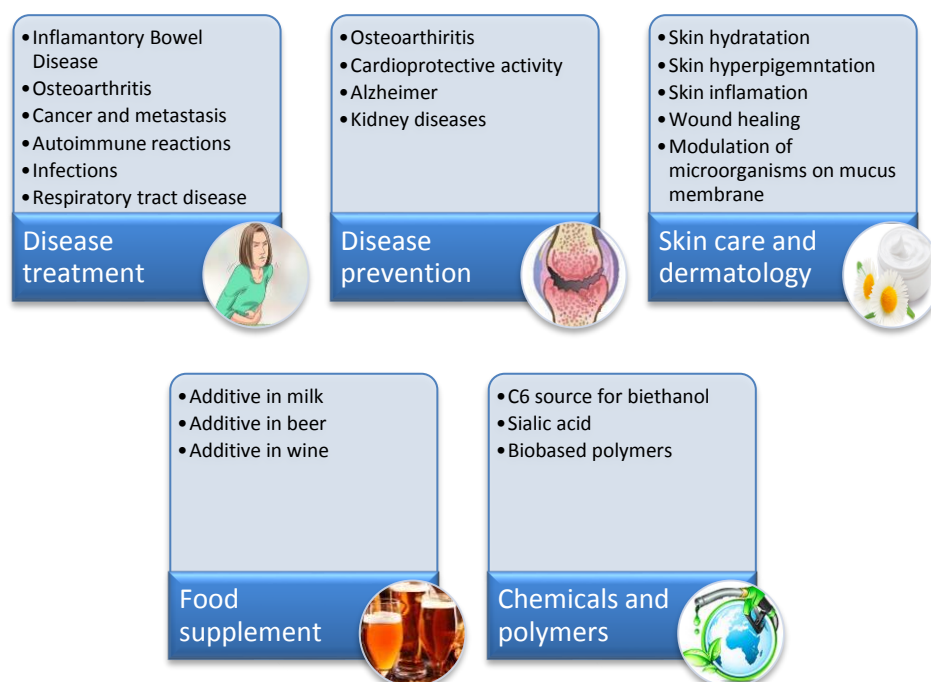 •Inflamantory Bowel
Disease
•Osteoarthritis
•Cancer and metastasis
•Autoimmune reactions
•Infections
•Respiratory tract disease
Disease
treatment
•Osteoarthiritis
•Cardioprotective activity
•Alzheimer
•Kidney diseases
Disease
prevention
•Skin hydratation
•Skin hyperpigemntation
•Skin inflamation
•Wound healing
•Modulation of
microorganisms on mucus
membrane
Skin care and
dermatology
•Additive in milk
•Additive in beer
•Additive in wine
Food
supplement
•C6 source for biethanol
•Sialic acid
•Biobased polymers
Chemicals and
polymers